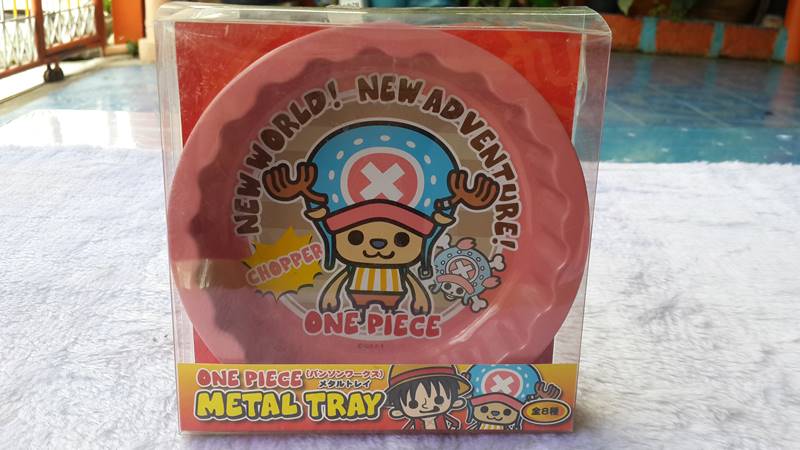 NEW WORLD! NEW ADVENTURE!
CHOPPER
ONE PIECE
ONE PIECE (パンソンワークス)
メタルトレイ
METAL TRAY
全8種